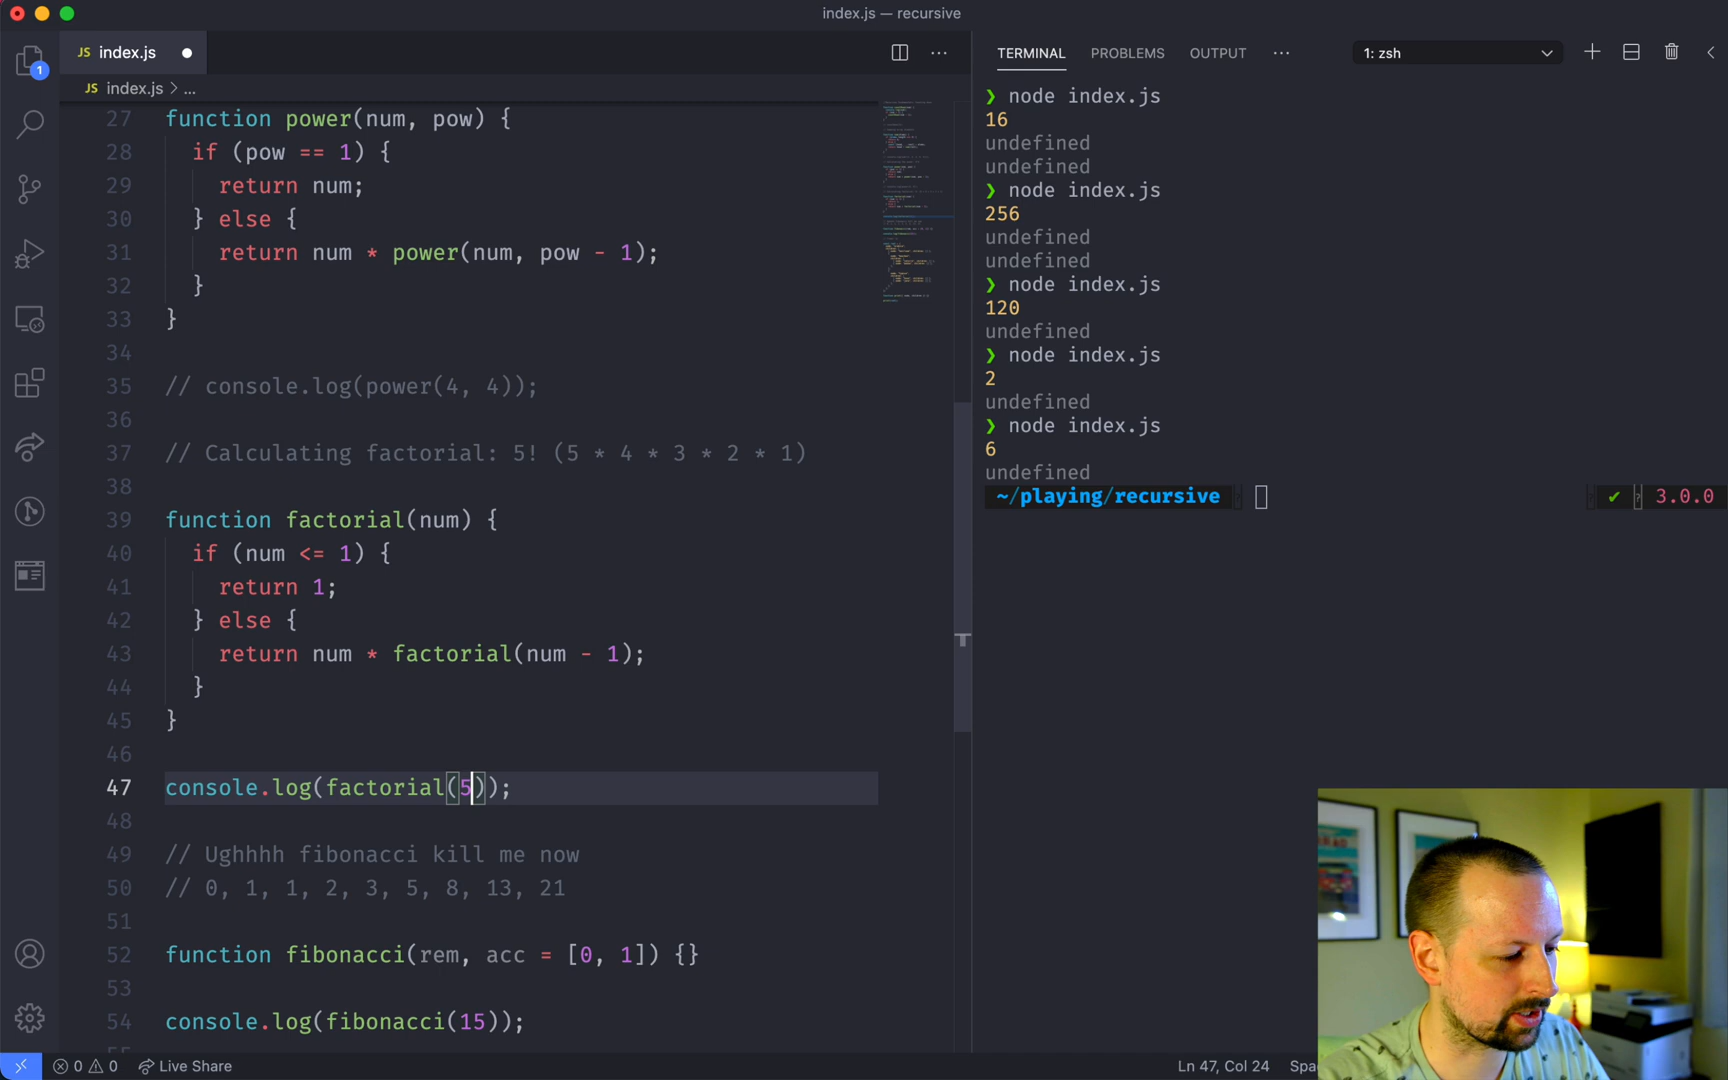 index.js — recursive
JS index.js
JS index.js > ...
27 function power(num, pow) {
28 if (pow == 1) {
29 return num;
30 } else {
31 return num * power(num, pow - 1);
32 }
33 }
34
35 // console.log(power(4, 4));
36
37 // Calculating factorial: 5! (5 * 4 * 3 * 2 * 1)
38
39 function factorial(num) {
40 if (num <= 1) {
41 return 1;
42 } else {
43 return num * factorial(num - 1);
44 }
45 }
46
47 console.log(factorial(5));
48
49 // Ughhhh fibonacci kill me now
50 // 0, 1, 1, 2, 3, 5, 8, 13, 21
51
52 function fibonacci(rem, acc = [0, 1]) {}
53
54 console.log(fibonacci(15));
TERMINAL PROBLEMS OUTPUT ··· 1: zsh
❯ node index.js
16
undefined
undefined
❯ node index.js
256
undefined
undefined
❯ node index.js
120
undefined
❯ node index.js
2
undefined
❯ node index.js
6
undefined
~/playing/recursive ✔ 3.0.0
1
0 0 Live Share
Ln 47, Col 24 Spa